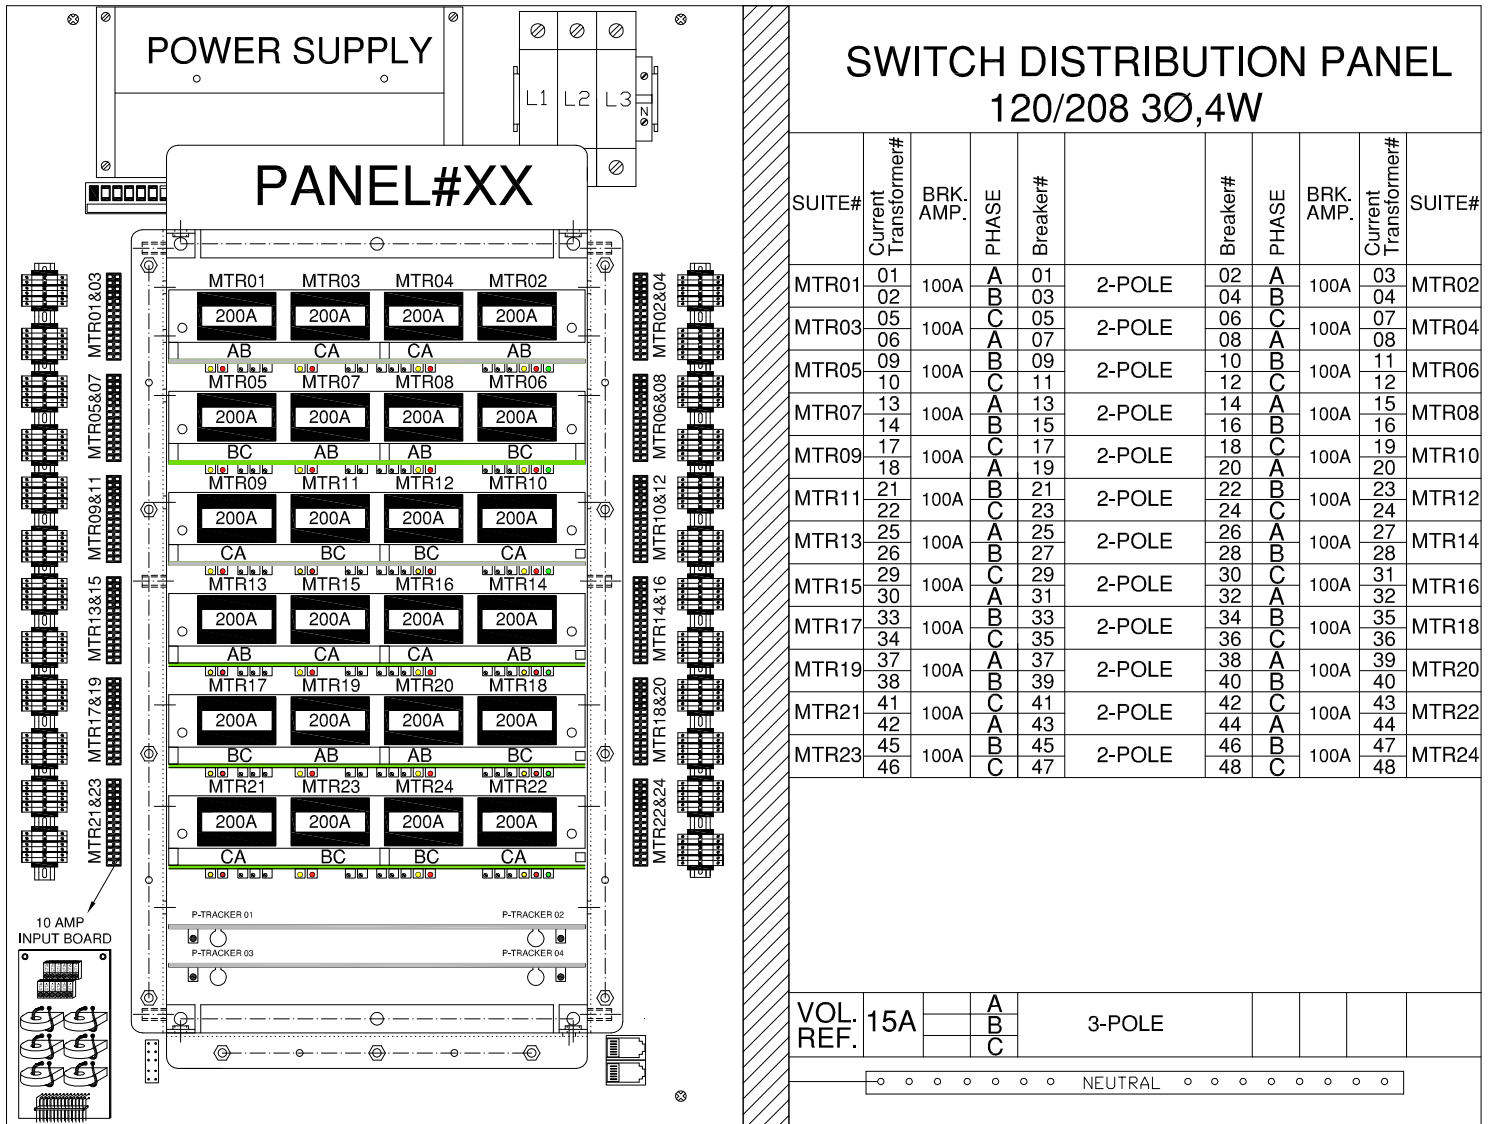 POWER SUPPLY
L1 L2 L3
N
PANEL#XX
MTR01 MTR03 MTR04 MTR02
200A 200A 200A 200A
AB CA CA AB
MTR05 MTR07 MTR08 MTR06
200A 200A 200A 200A
BC AB AB BC
MTR09 MTR11 MTR12 MTR10
200A 200A 200A 200A
CA BC BC CA
MTR13 MTR15 MTR16 MTR14
200A 200A 200A 200A
AB CA CA AB
MTR17 MTR19 MTR20 MTR18
200A 200A 200A 200A
BC AB AB BC
MTR21 MTR23 MTR24 MTR22
200A 200A 200A 200A
CA BC BC CA
MTR01&03
MTR05&07
MTR09&11
MTR13&15
MTR17&19
MTR21&23
MTR02&04
MTR06&08
MTR10&12
MTR14&16
MTR18&20
MTR22&24
10 AMP
INPUT BOARD
P-TRACKER 01 P-TRACKER 02
P-TRACKER 03 P-TRACKER 04
SWITCH DISTRIBUTION PANEL
120/208 3Ø,4W
SUITE# Current Transformer# BRK. AMP. PHASE Breaker# Breaker# PHASE BRK. AMP. Current Transformer# SUITE#
MTR01 01 100A A 01 2-POLE 02 A 100A 03 MTR02
02 B 03 04 B 04
MTR03 05 100A C 05 2-POLE 06 C 100A 07 MTR04
06 A 07 08 A 08
MTR05 09 100A B 09 2-POLE 10 B 100A 11 MTR06
10 C 11 12 C 12
MTR07 13 100A A 13 2-POLE 14 A 100A 15 MTR08
14 B 15 16 B 16
MTR09 17 100A C 17 2-POLE 18 C 100A 19 MTR10
18 A 19 20 A 20
MTR11 21 100A B 21 2-POLE 22 B 100A 23 MTR12
22 C 23 24 C 24
MTR13 25 100A A 25 2-POLE 26 A 100A 27 MTR14
26 B 27 28 B 28
MTR15 29 100A C 29 2-POLE 30 C 100A 31 MTR16
30 A 31 32 A 32
MTR17 33 100A B 33 2-POLE 34 B 100A 35 MTR18
34 C 35 36 C 36
MTR19 37 100A A 37 2-POLE 38 A 100A 39 MTR20
38 B 39 40 B 40
MTR21 41 100A C 41 2-POLE 42 C 100A 43 MTR22
42 A 43 44 A 44
MTR23 45 100A B 45 2-POLE 46 B 100A 47 MTR24
46 C 47 48 C 48
VOL. REF. 15A A 3-POLE
B
C
NEUTRAL